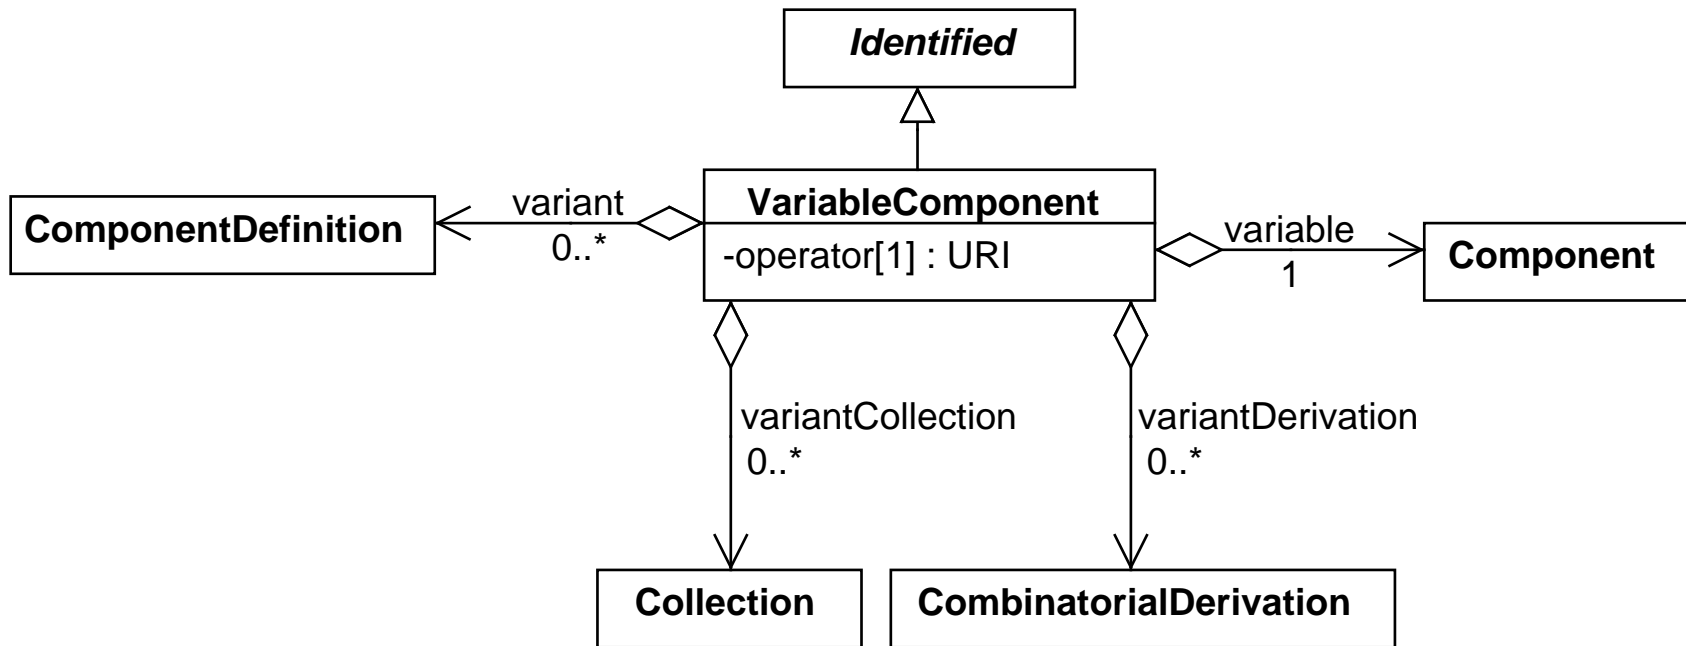 Identified
VariableComponent
-operator[1] : URI
variant
0..*
ComponentDefinition
variable
1
Component
variantCollection
0..*
variantDerivation
0..*
Collection
CombinatorialDerivation